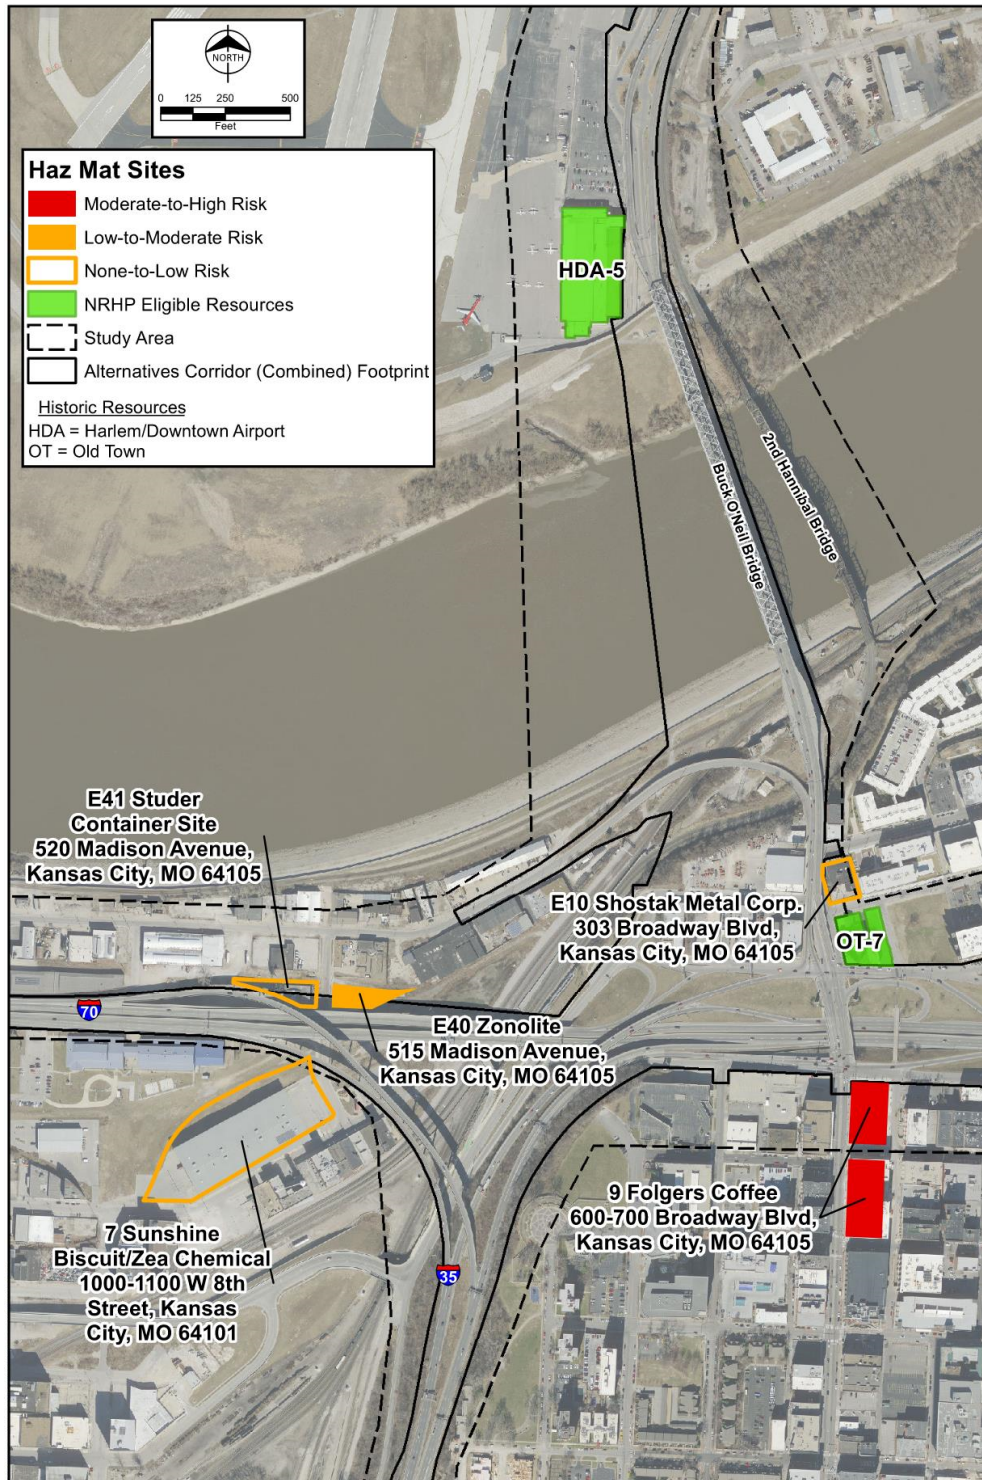 NORTH
0 125 250 500
Feet
Haz Mat Sites
Moderate-to-High Risk
Low-to-Moderate Risk
None-to-Low Risk
NRHP Eligible Resources
Study Area
Alternatives Corridor (Combined) Footprint
Historic Resources
HDA = Harlem/Downtown Airport
OT = Old Town
HDA-5
2nd Hannibal Bridge
Buck O'Neil Bridge
E41 Studer
Container Site
520 Madison Avenue,
Kansas City, MO 64105
E10 Shostak Metal Corp.
303 Broadway Blvd,
Kansas City, MO 64105
OT-7
70
E40 Zonolite
515 Madison Avenue,
Kansas City, MO 64105
9 Folgers Coffee
600-700 Broadway Blvd,
Kansas City, MO 64105
7 Sunshine
Biscuit/Zea Chemical
1000-1100 W 8th
Street, Kansas
City, MO 64101
35